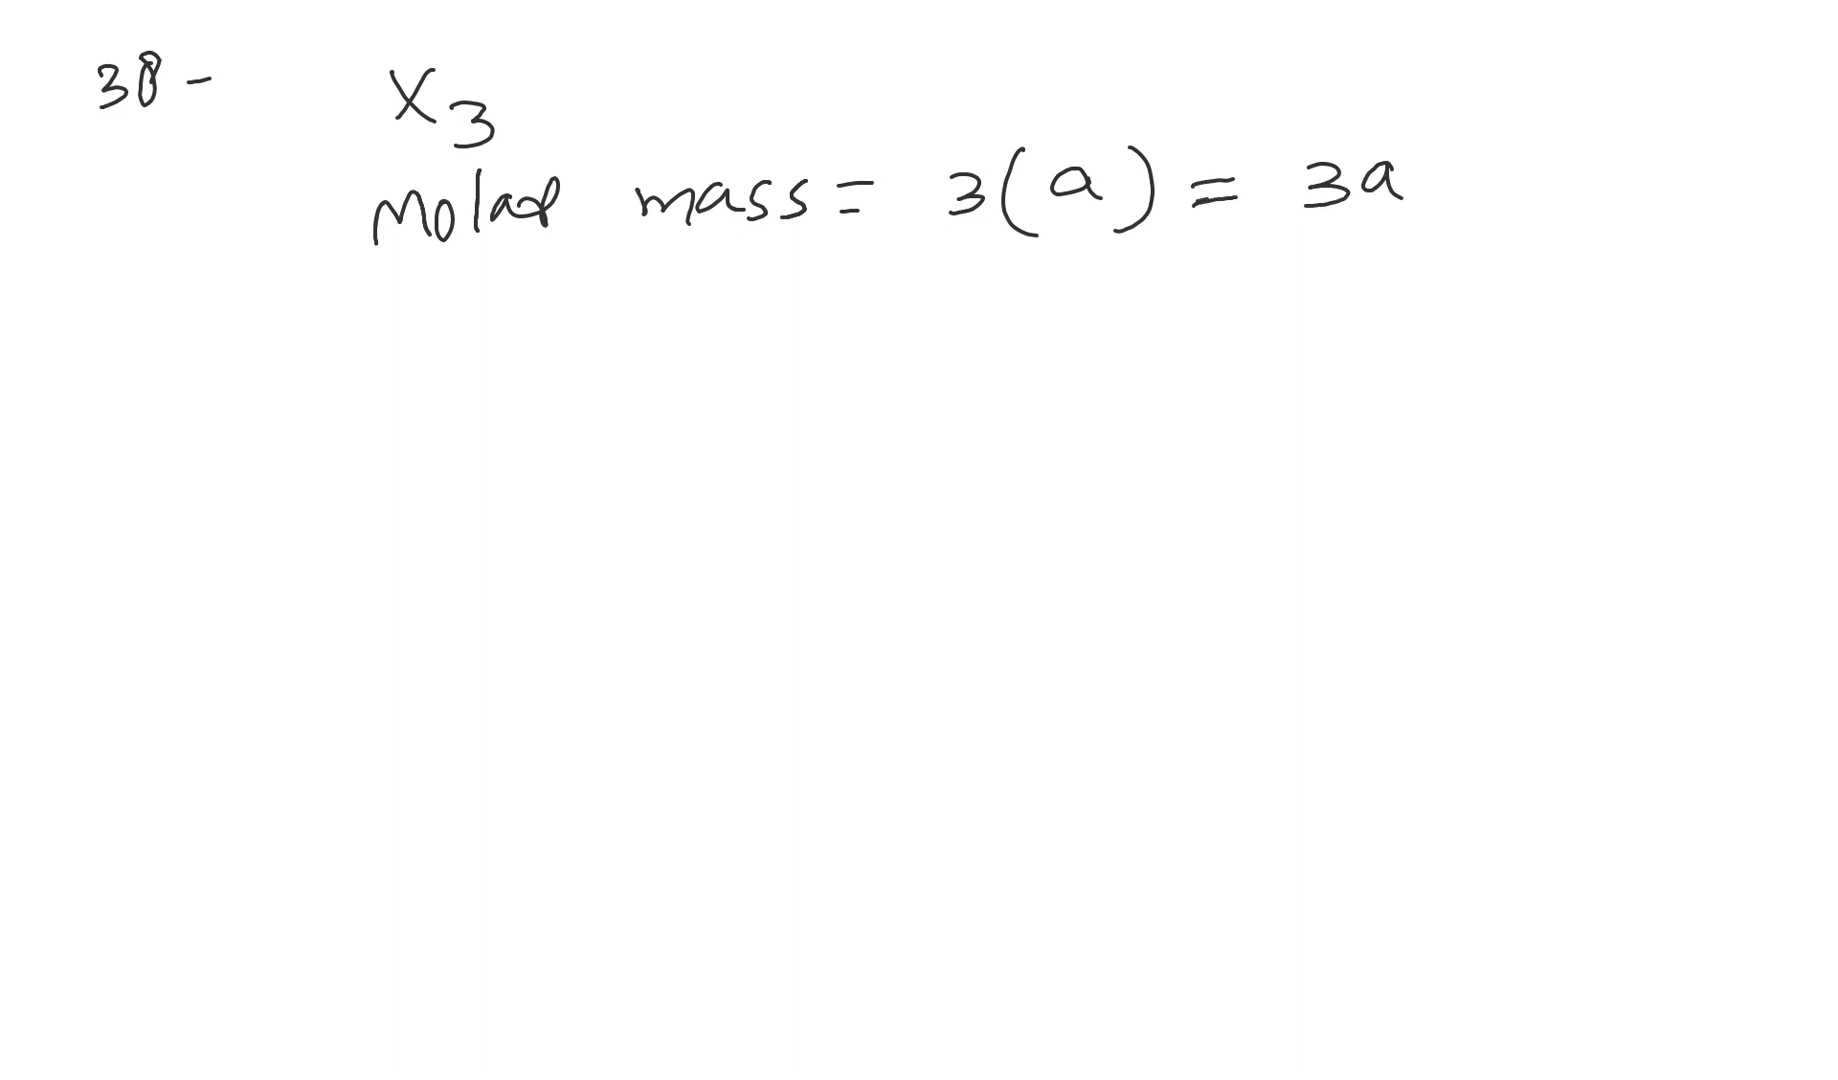 38- X₃
Molar mass = 3(a) = 3a